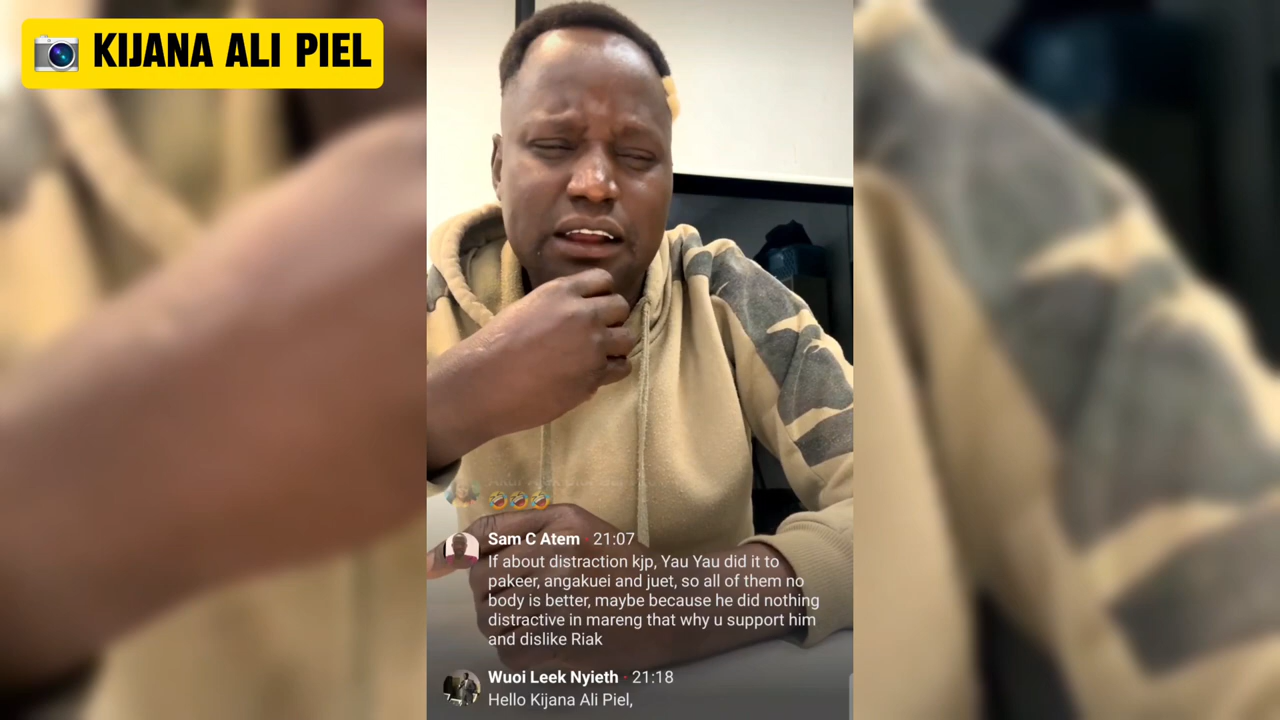 KIJANA ALI PIEL
Sam C Atem · 21:07
If about distraction kjp, Yau Yau did it to
pakeer, angakuei and juet, so all of them no
body is better, maybe because he did nothing
distractive in mareng that why u support him
and dislike Riak
Wuoi Leek Nyieth · 21:18
Hello Kijana Ali Piel,